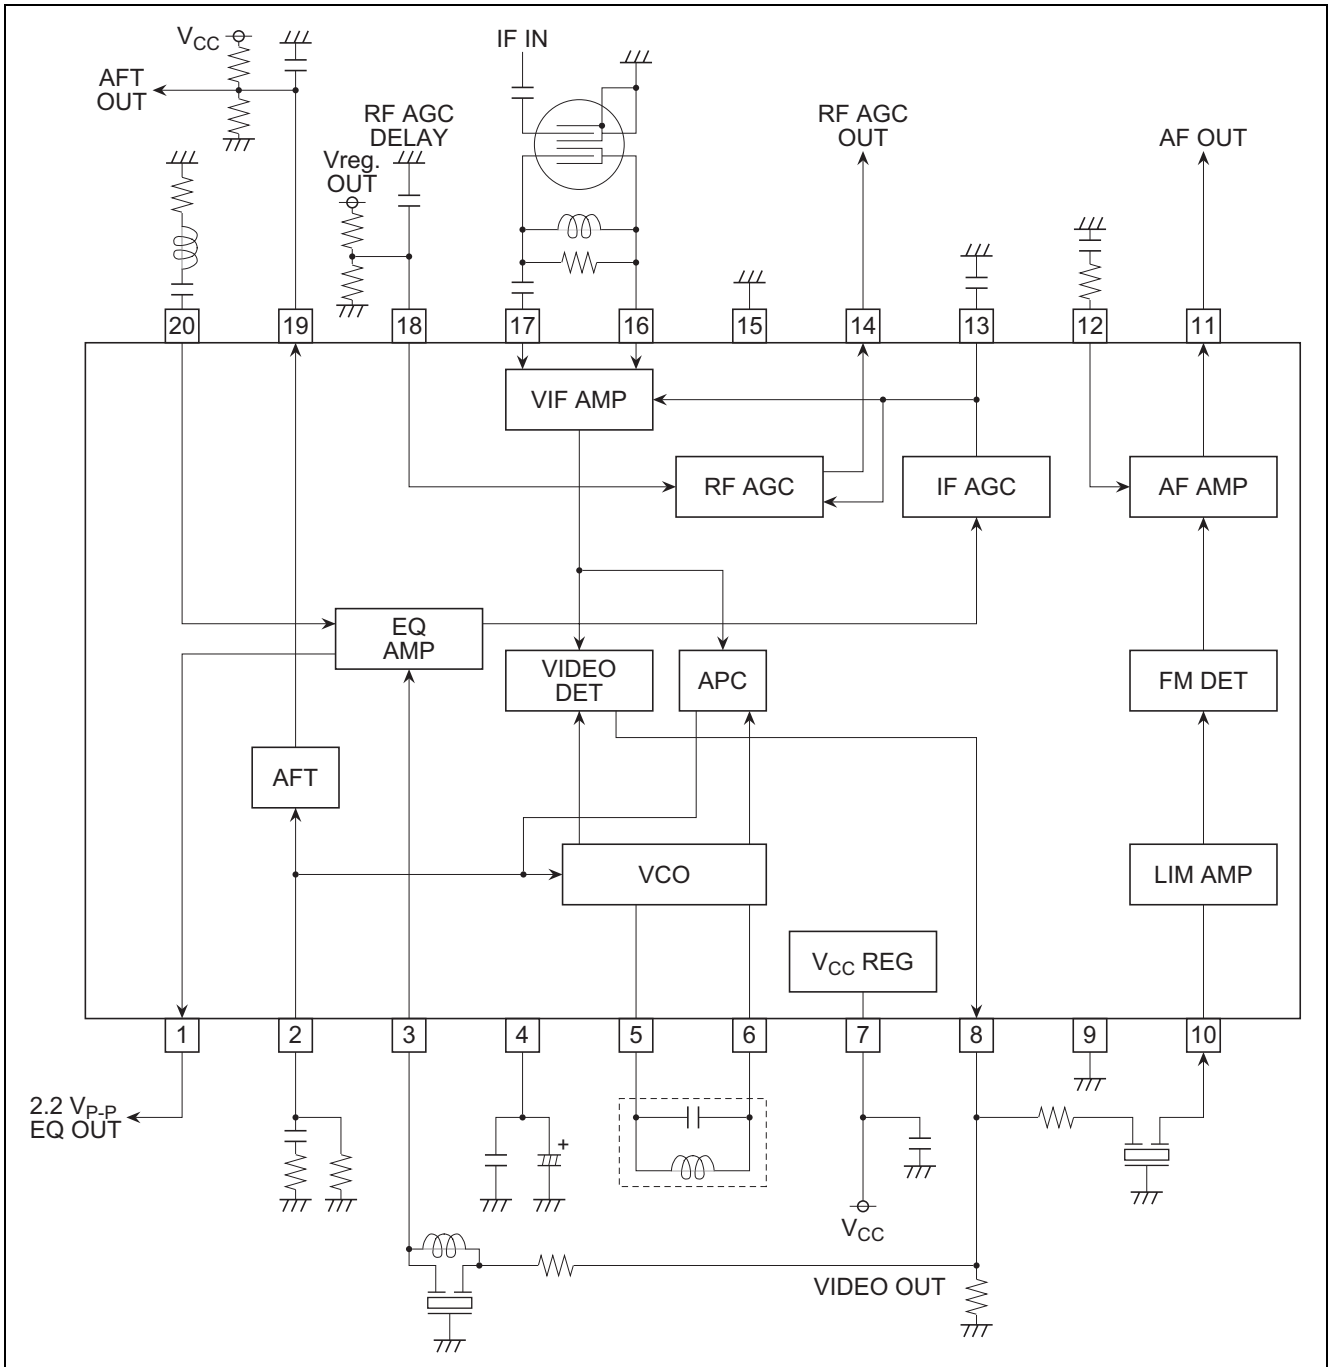 VCC
IF IN
AFT
OUT
RF AGC
DELAY
RF AGC
OUT
AF OUT
Vreg.
OUT
20
19
18
17
16
15
14
13
12
11
VIF AMP
RF AGC
IF AGC
AF AMP
EQ
AMP
VIDEO
DET
APC
FM DET
AFT
VCO
LIM AMP
VCC REG
1
2
3
4
5
6
7
8
9
10
2.2 VP-P
EQ OUT
+
VCC
VIDEO OUT